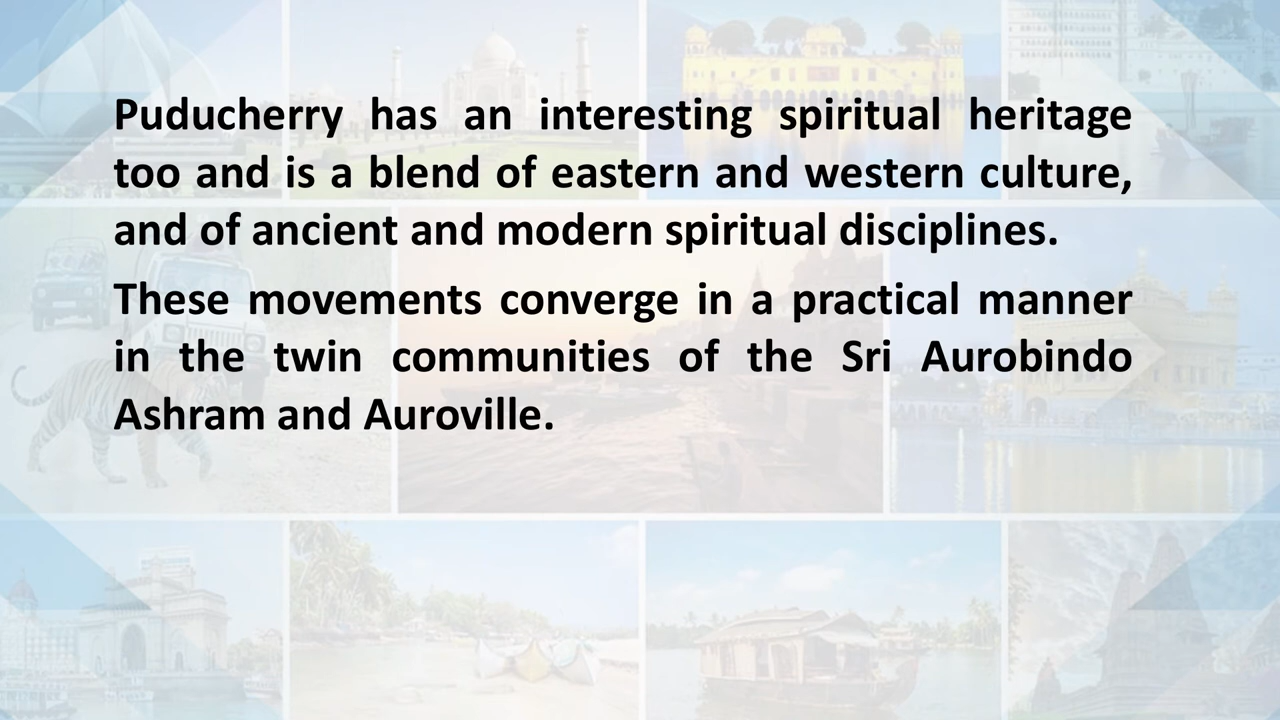 Puducherry has an interesting spiritual heritage
too and is a blend of eastern and western culture,
and of ancient and modern spiritual disciplines.
These movements converge in a practical manner
in the twin communities of the Sri Aurobindo
Ashram and Auroville.